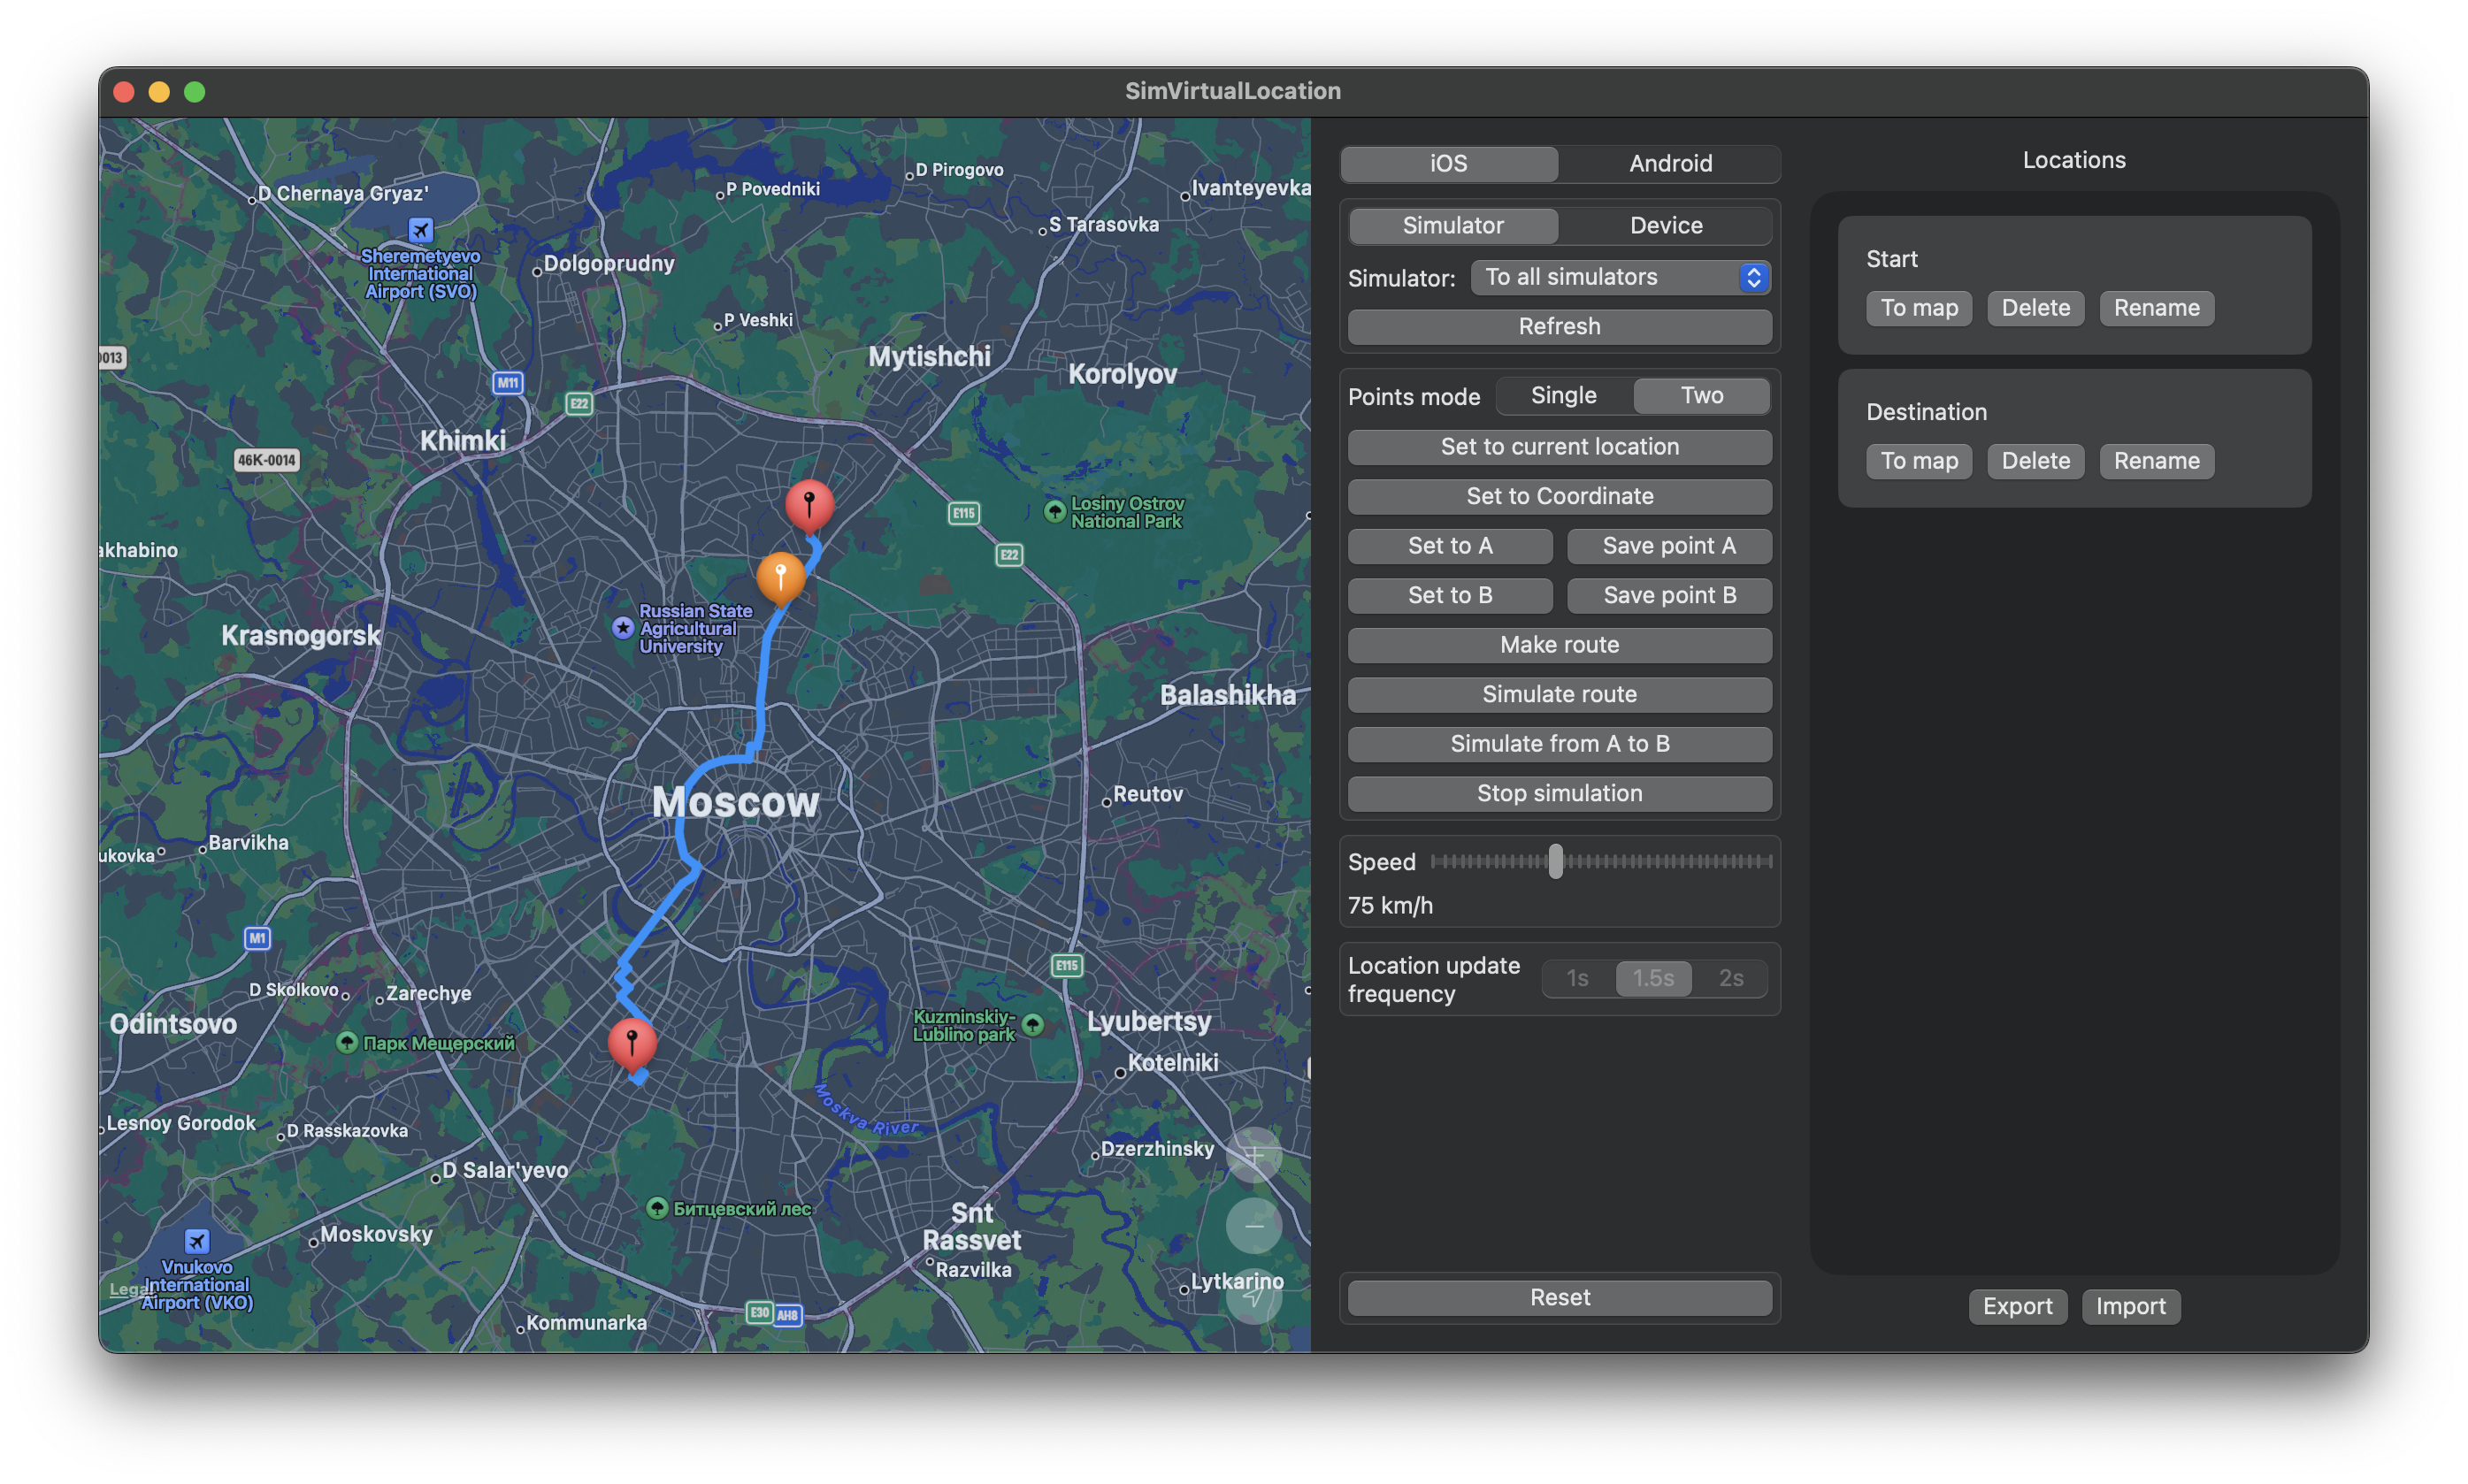 SimVirtualLocation
D Chernaya Gryaz'
Sheremetyevo
International
Airport (SVO)
P Povedniki
D Pirogovo
Ivanteyevka
S Tarasovka
Dolgoprudny
P Veshki
Mytishchi
Korolyov
0013
M11
E22
Khimki
46K-0014
E115
Losiny Ostrov
National Park
E22
akhabino
Russian State
Agricultural
University
Krasnogorsk
Balashikha
Moscow
Reutov
Barvikha
ukovka
M1
E115
D Skolkovo
Zarechye
Odintsovo
Парк Мещерский
Kuzminskiy-
Lublino park
Lyubertsy
Kotelniki
Moskva River
Lesnoy Gorodok
D Rasskazovka
Dzerzhinsky
D Salar'yevo
Битцевский лес
Snt
Rassvet
Moskovsky
Vnukovo
International
Airport (VKO)
Legal
Razvilka
Lytkarino
E30
AH8
Kommunarka
iOS
Android
Simulator
Device
Simulator:
To all simulators
Refresh
Points mode
Single
Two
Set to current location
Set to Coordinate
Set to A
Save point A
Set to B
Save point B
Make route
Simulate route
Simulate from A to B
Stop simulation
Speed
75 km/h
Location update
frequency
1s
1.5s
2s
Reset
Locations
Start
To map
Delete
Rename
Destination
To map
Delete
Rename
Export
Import